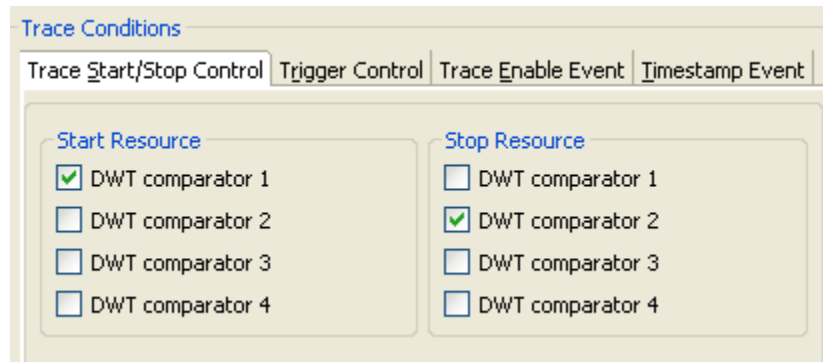 Trace Conditions
Trace Start/Stop Control Trigger Control Trace Enable Event Timestamp Event
Start Resource
DWT comparator 1
DWT comparator 2
DWT comparator 3
DWT comparator 4
Stop Resource
DWT comparator 1
DWT comparator 2
DWT comparator 3
DWT comparator 4